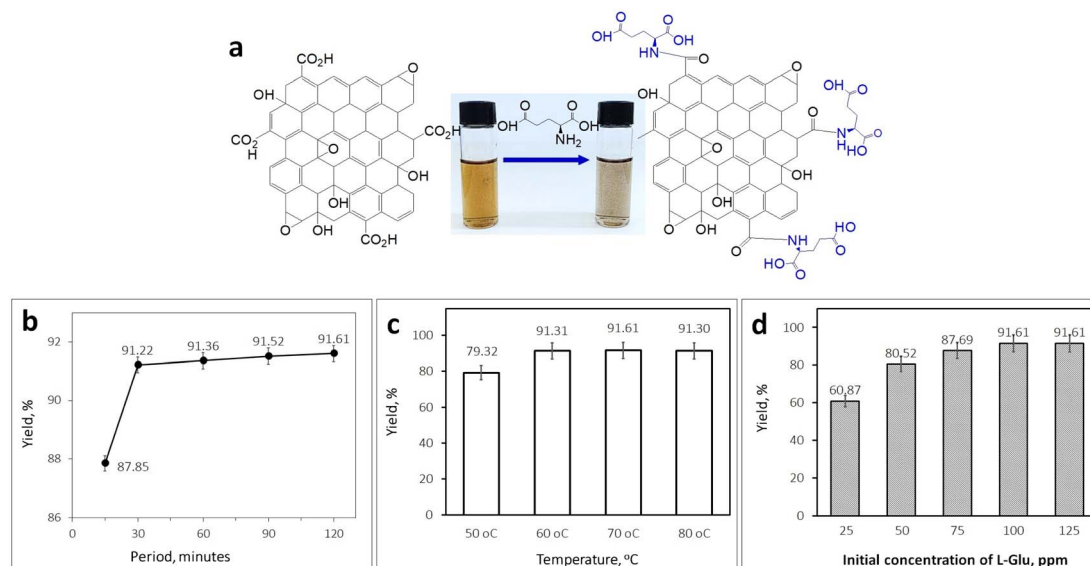 a
CO2H
O
OH
CO2H
CO2
H
O
OH
OH
O
OH
CO2H
O
O
OH
OH
NH2
O
O
OH
OH
HN
O
O
OH
O
OH
O
O
N
H
OH
O
OH
OH
O
OH
O
NH
OH
O
O
OH
b
Yield, %
92
90
88
86
87.85
91.22
91.36
91.52
91.61
0
30
60
90
120
Period, minutes
c
Yield, %
100
80
60
40
20
0
79.32
91.31
91.61
91.30
50 oC
60 oC
70 oC
80 oC
Temperature, ºC
d
Yield, %
100
80
60
40
20
0
60.87
80.52
87.69
91.61
91.61
25
50
75
100
125
Initial concentration of L-Glu, ppm